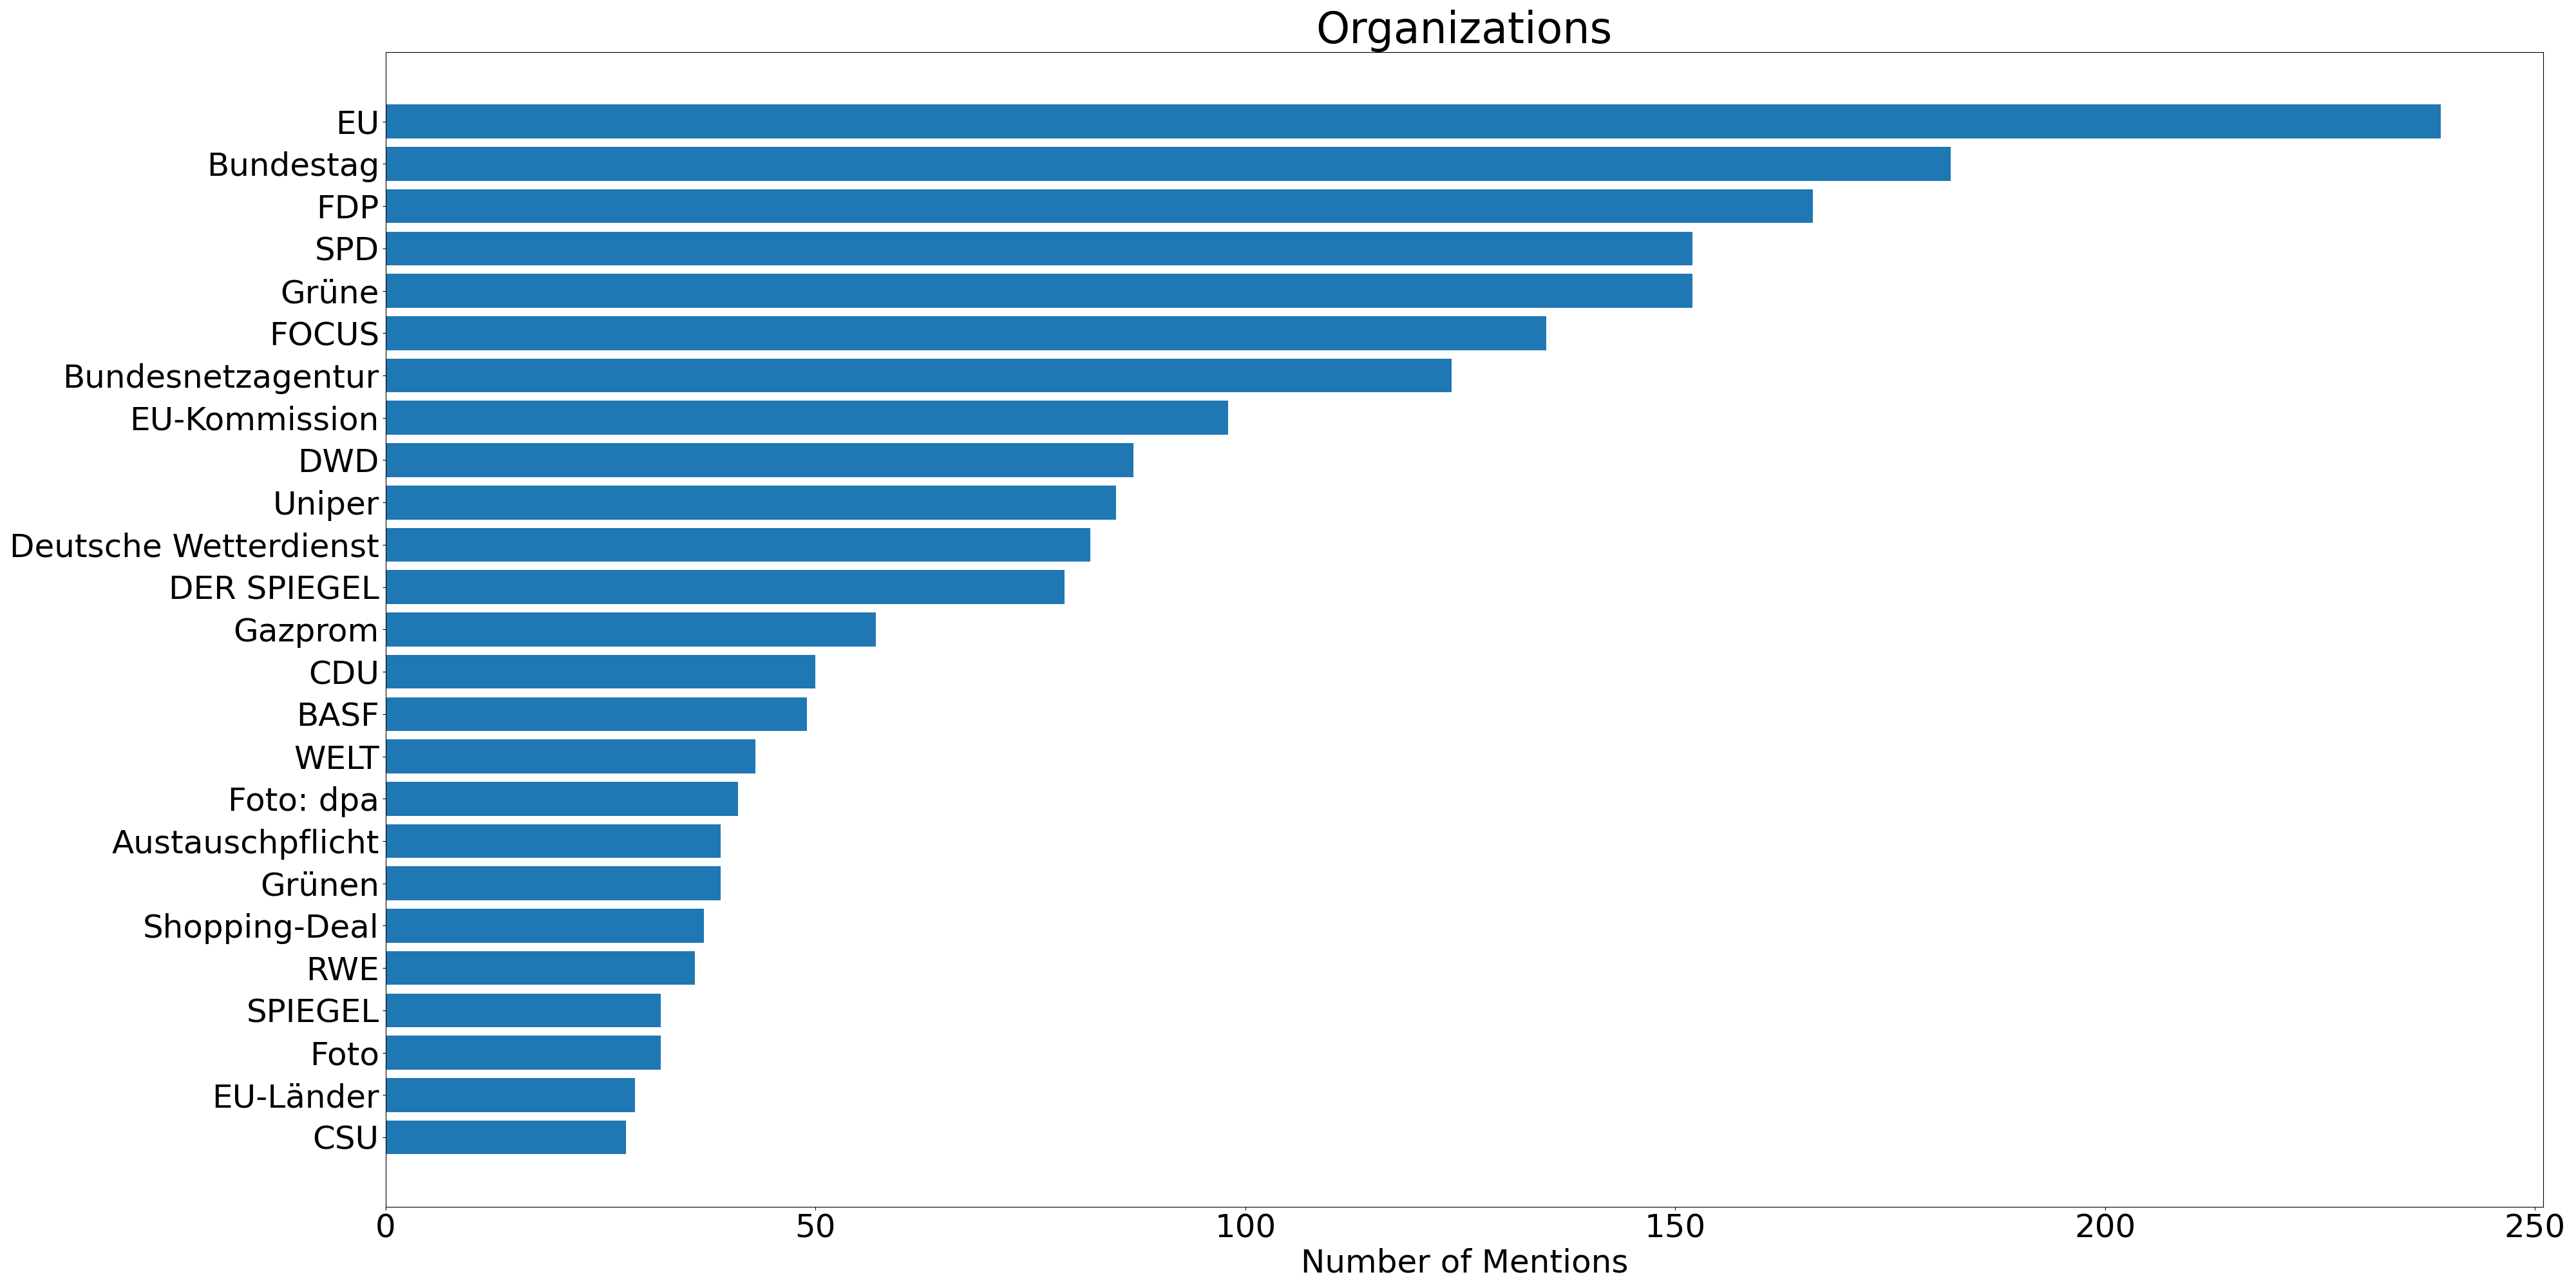 Organizations
EU
Bundestag
FDP
SPD
Grüne
FOCUS
Bundesnetzagentur
EU-Kommission
DWD
Uniper
Deutsche Wetterdienst
DER SPIEGEL
Gazprom
CDU
BASF
WELT
Foto: dpa
Austauschpflicht
Grünen
Shopping-Deal
RWE
SPIEGEL
Foto
EU-Länder
CSU
0 50 100 150 200 250
Number of Mentions